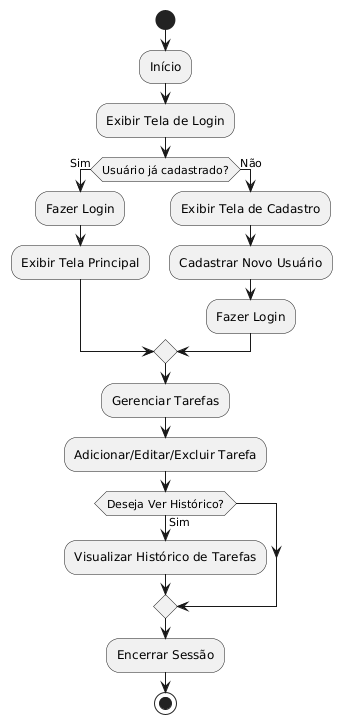 Início
Exibir Tela de Login
Usuário já cadastrado?
Sim
Não
Fazer Login
Exibir Tela Principal
Exibir Tela de Cadastro
Cadastrar Novo Usuário
Fazer Login
Gerenciar Tarefas
Adicionar/Editar/Excluir Tarefa
Deseja Ver Histórico?
Sim
Visualizar Histórico de Tarefas
Encerrar Sessão